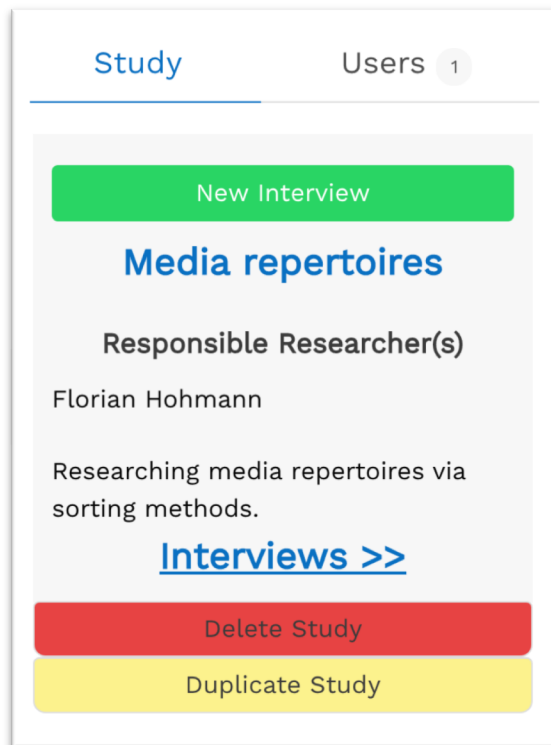 Study
Users 1
New Interview
Media repertoires
Responsible Researcher(s)
Florian Hohmann
Researching media repertoires via
sorting methods.
Interviews >>
Delete Study
Duplicate Study